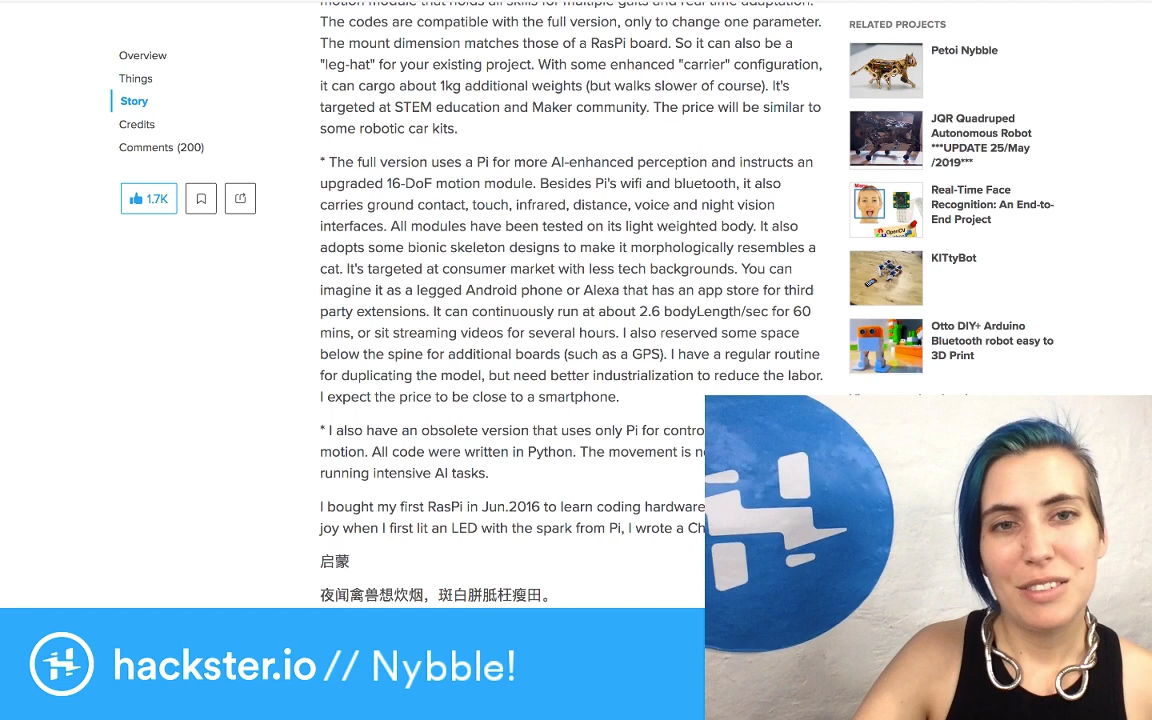 Overview
Things
Story
Credits
Comments (200)
1.7K
The codes are compatible with the full version, only to change one parameter.
The mount dimension matches those of a RasPi board. So it can also be a
"leg-hat" for your existing project. With some enhanced "carrier" configuration,
it can cargo about 1kg additional weights (but walks slower of course). It's
targeted at STEM education and Maker community. The price will be similar to
some robotic car kits.
* The full version uses a Pi for more AI-enhanced perception and instructs an
upgraded 16-DoF motion module. Besides Pi's wifi and bluetooth, it also
carries ground contact, touch, infrared, distance, voice and night vision
interfaces. All modules have been tested on its light weighted body. It also
adopts some bionic skeleton designs to make it morphologically resembles a
cat. It's targeted at consumer market with less tech backgrounds. You can
imagine it as a legged Android phone or Alexa that has an app store for third
party extensions. It can continuously run at about 2.6 bodyLength/sec for 60
mins, or sit streaming videos for several hours. I also reserved some space
below the spine for additional boards (such as a GPS). I have a regular routine
for duplicating the model, but need better industrialization to reduce the labor.
I expect the price to be close to a smartphone.
* I also have an obsolete version that uses only Pi for contro
motion. All code were written in Python. The movement is n
running intensive AI tasks.
I bought my first RasPi in Jun.2016 to learn coding hardware
joy when I first lit an LED with the spark from Pi, I wrote a Ch
启蒙
夜闻禽兽想炊烟，斑白胼胝枉瘦田。
RELATED PROJECTS
Petoi Nybble
JQR Quadruped
Autonomous Robot
***UPDATE 25/May
/2019***
Real-Time Face
Recognition: An End-to-
End Project
KITtyBot
Otto DIY+ Arduino
Bluetooth robot easy to
3D Print
hackster.io // Nybble!